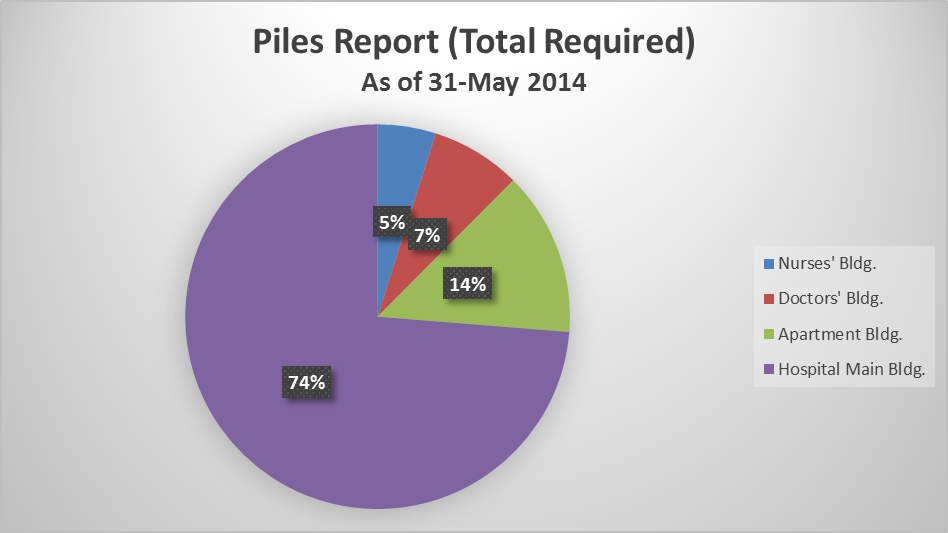 Piles Report (Total Required)
As of 31-May 2014
5%
7%
14%
74%
Nurses' Bldg.
Doctors' Bldg.
Apartment Bldg.
Hospital Main Bldg.